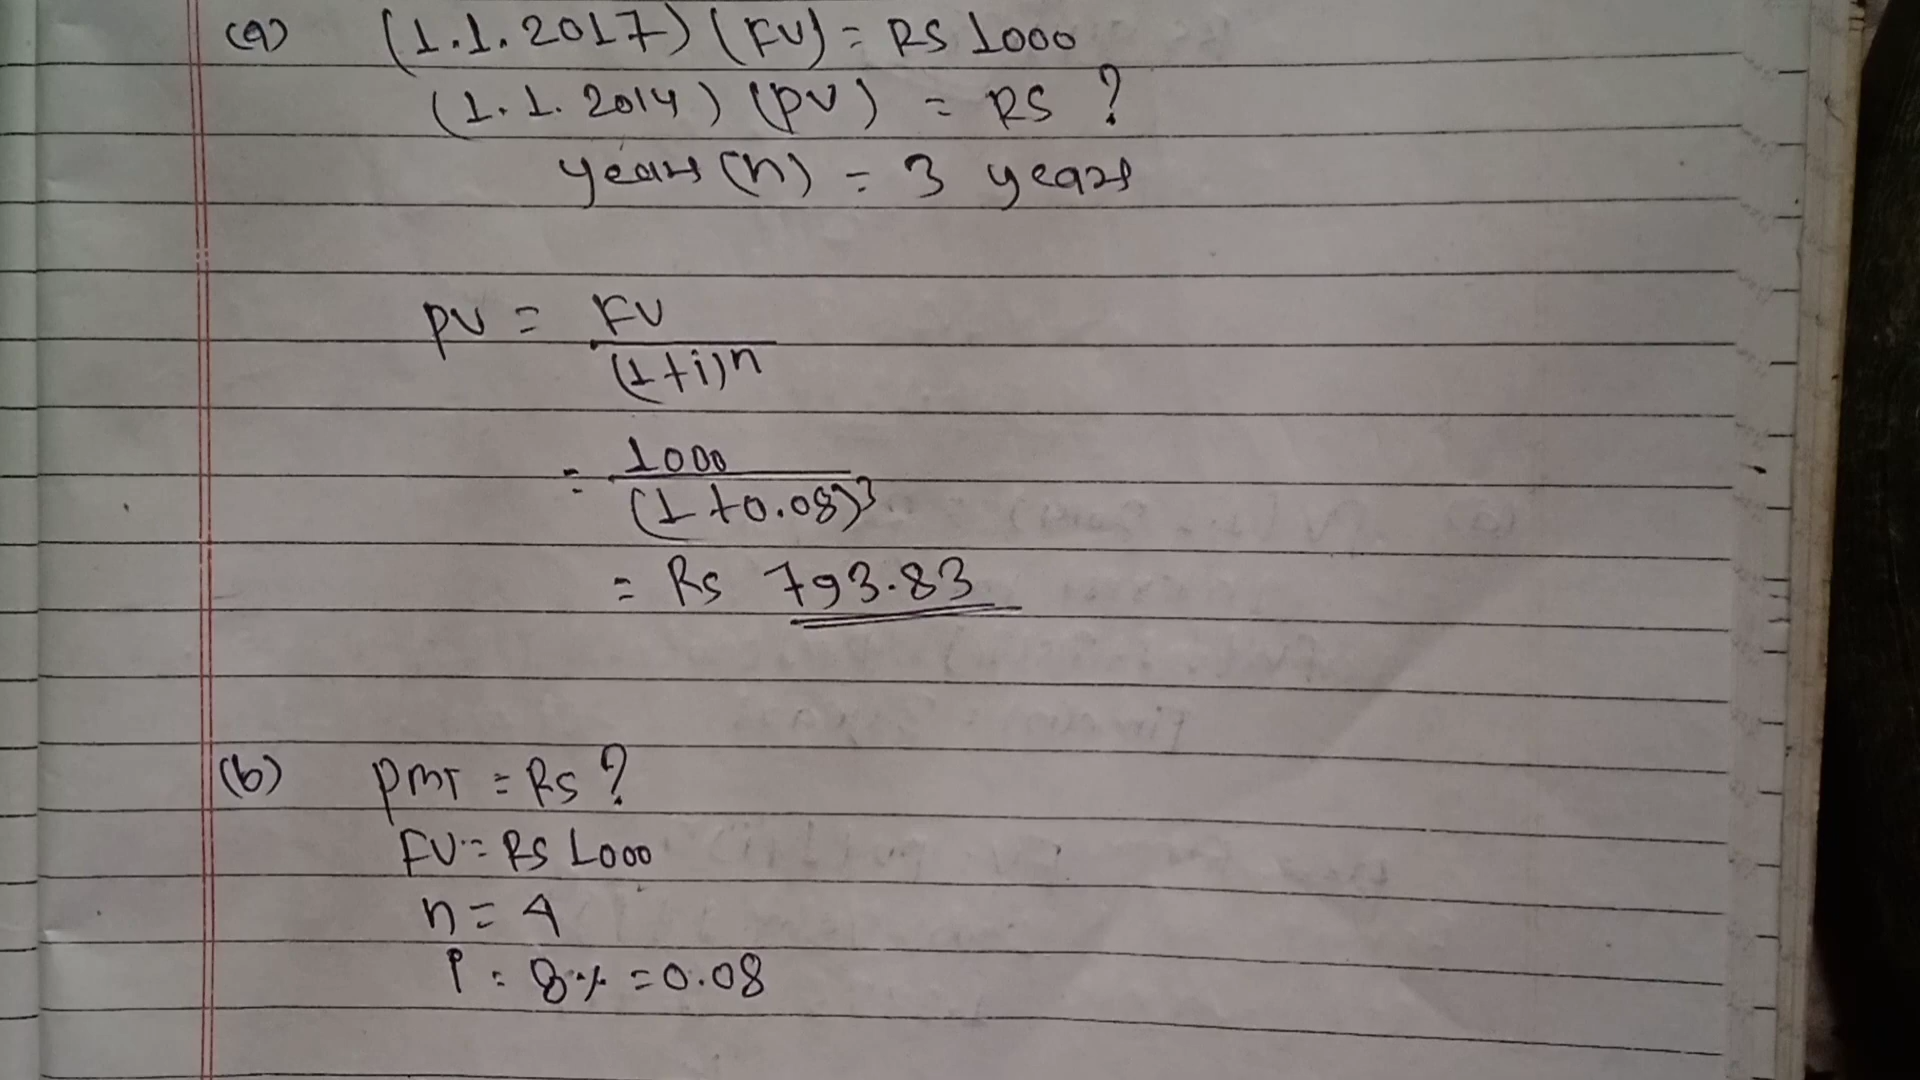 (a) (1.1.2017) (FV) = RS 1000
(1.1.2014) (PV) = RS ?
years (n) = 3 years
PV = FV
(1+i)n
= 1000
(1+0.08)3
= Rs 793.83
(b) PMT = Rs ?
FV = Rs 1000
n = 4
i = 8% = 0.08